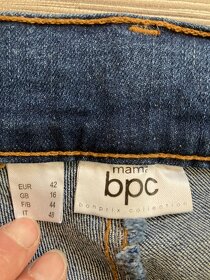 EUR 42
GB 16
F/B 44
IT 48
mama
bpc
bonprix collection